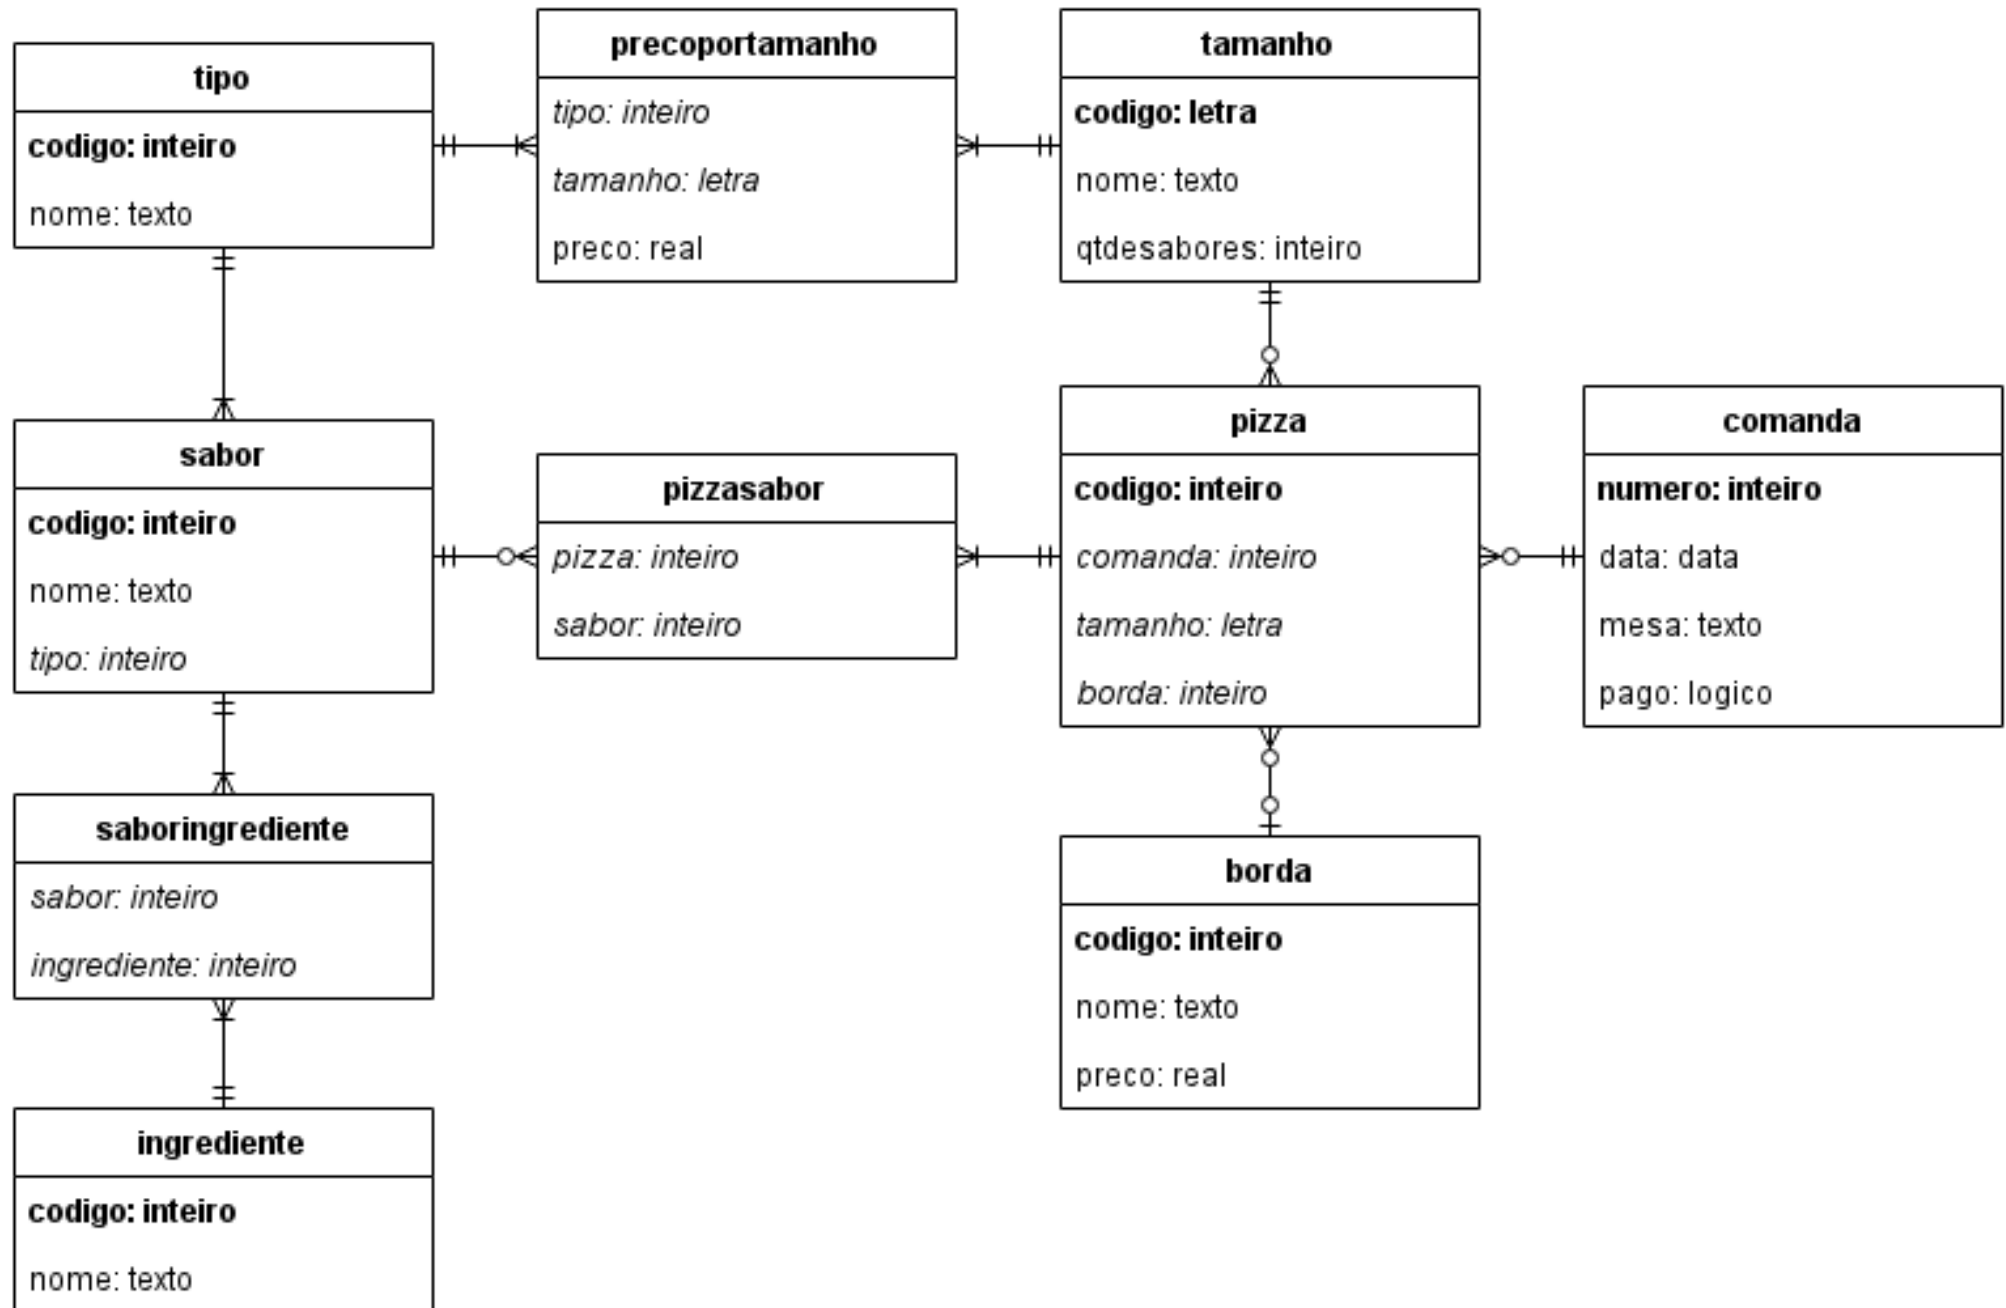 tipo
codigo: inteiro
nome: texto
precoportamanho
tipo: inteiro
tamanho: letra
preco: real
tamanho
codigo: letra
nome: texto
qtdesabores: inteiro
sabor
codigo: inteiro
nome: texto
tipo: inteiro
pizzasabor
pizza: inteiro
sabor: inteiro
pizza
codigo: inteiro
comanda: inteiro
tamanho: letra
borda: inteiro
comanda
numero: inteiro
data: data
mesa: texto
pago: logico
saboringrediente
sabor: inteiro
ingrediente: inteiro
borda
codigo: inteiro
nome: texto
preco: real
ingrediente
codigo: inteiro
nome: texto